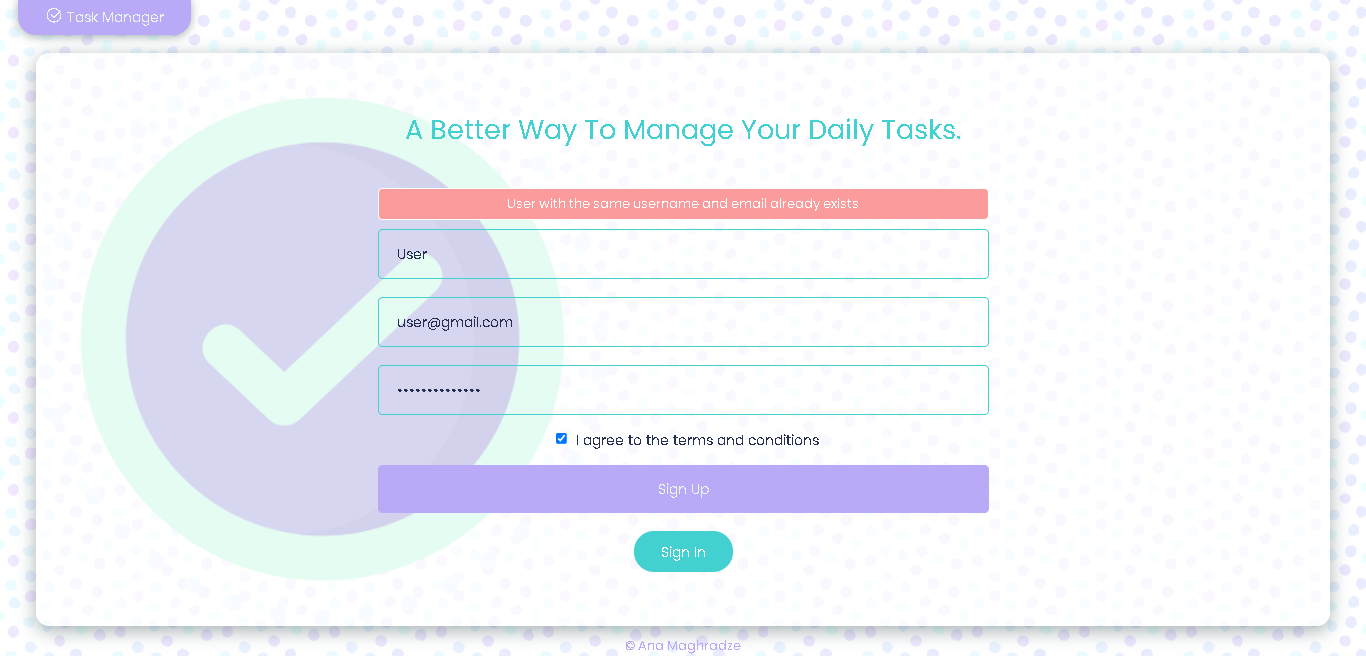 Task Manager
A Better Way To Manage Your Daily Tasks.
User with the same username and email already exists
User
user@gmail.com
••••••••••••••
I agree to the terms and conditions
Sign Up
Sign In
© Ana Maghradze